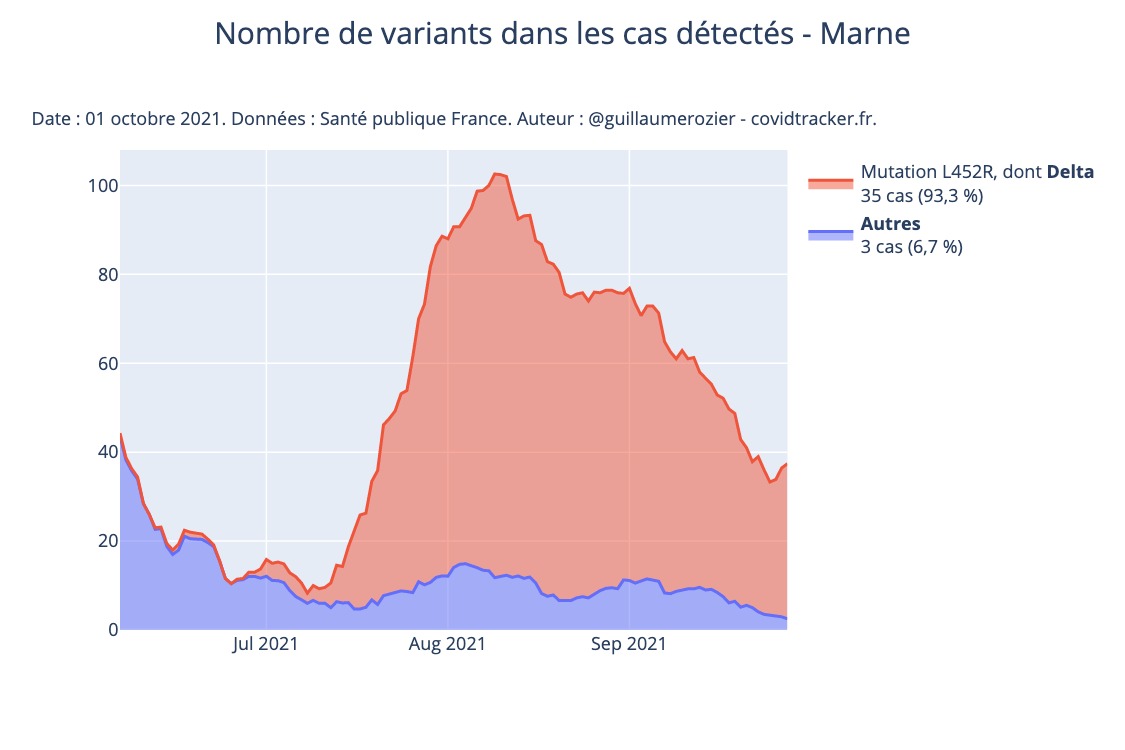 Nombre de variants dans les cas détectés - Marne
Date : 01 octobre 2021. Données : Santé publique France. Auteur : @guillaumerozier - covidtracker.fr.
Mutation L452R, dont Delta
35 cas (93,3 %)
Autres
3 cas (6,7 %)
100
80
60
40
20
0
Jul 2021
Aug 2021
Sep 2021